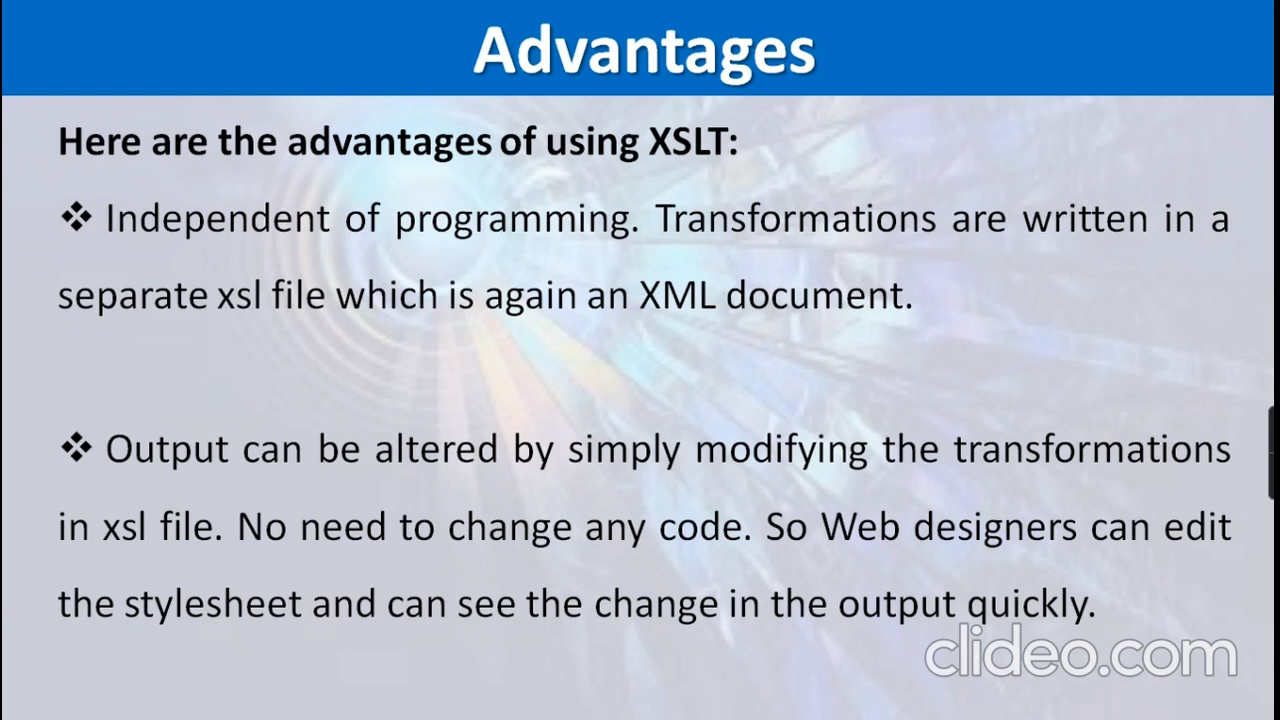 Advantages
Here are the advantages of using XSLT:
❖ Independent of programming. Transformations are written in a
separate xsl file which is again an XML document.
❖ Output can be altered by simply modifying the transformations
in xsl file. No need to change any code. So Web designers can edit
the stylesheet and can see the change in the output quickly.
clideo.com